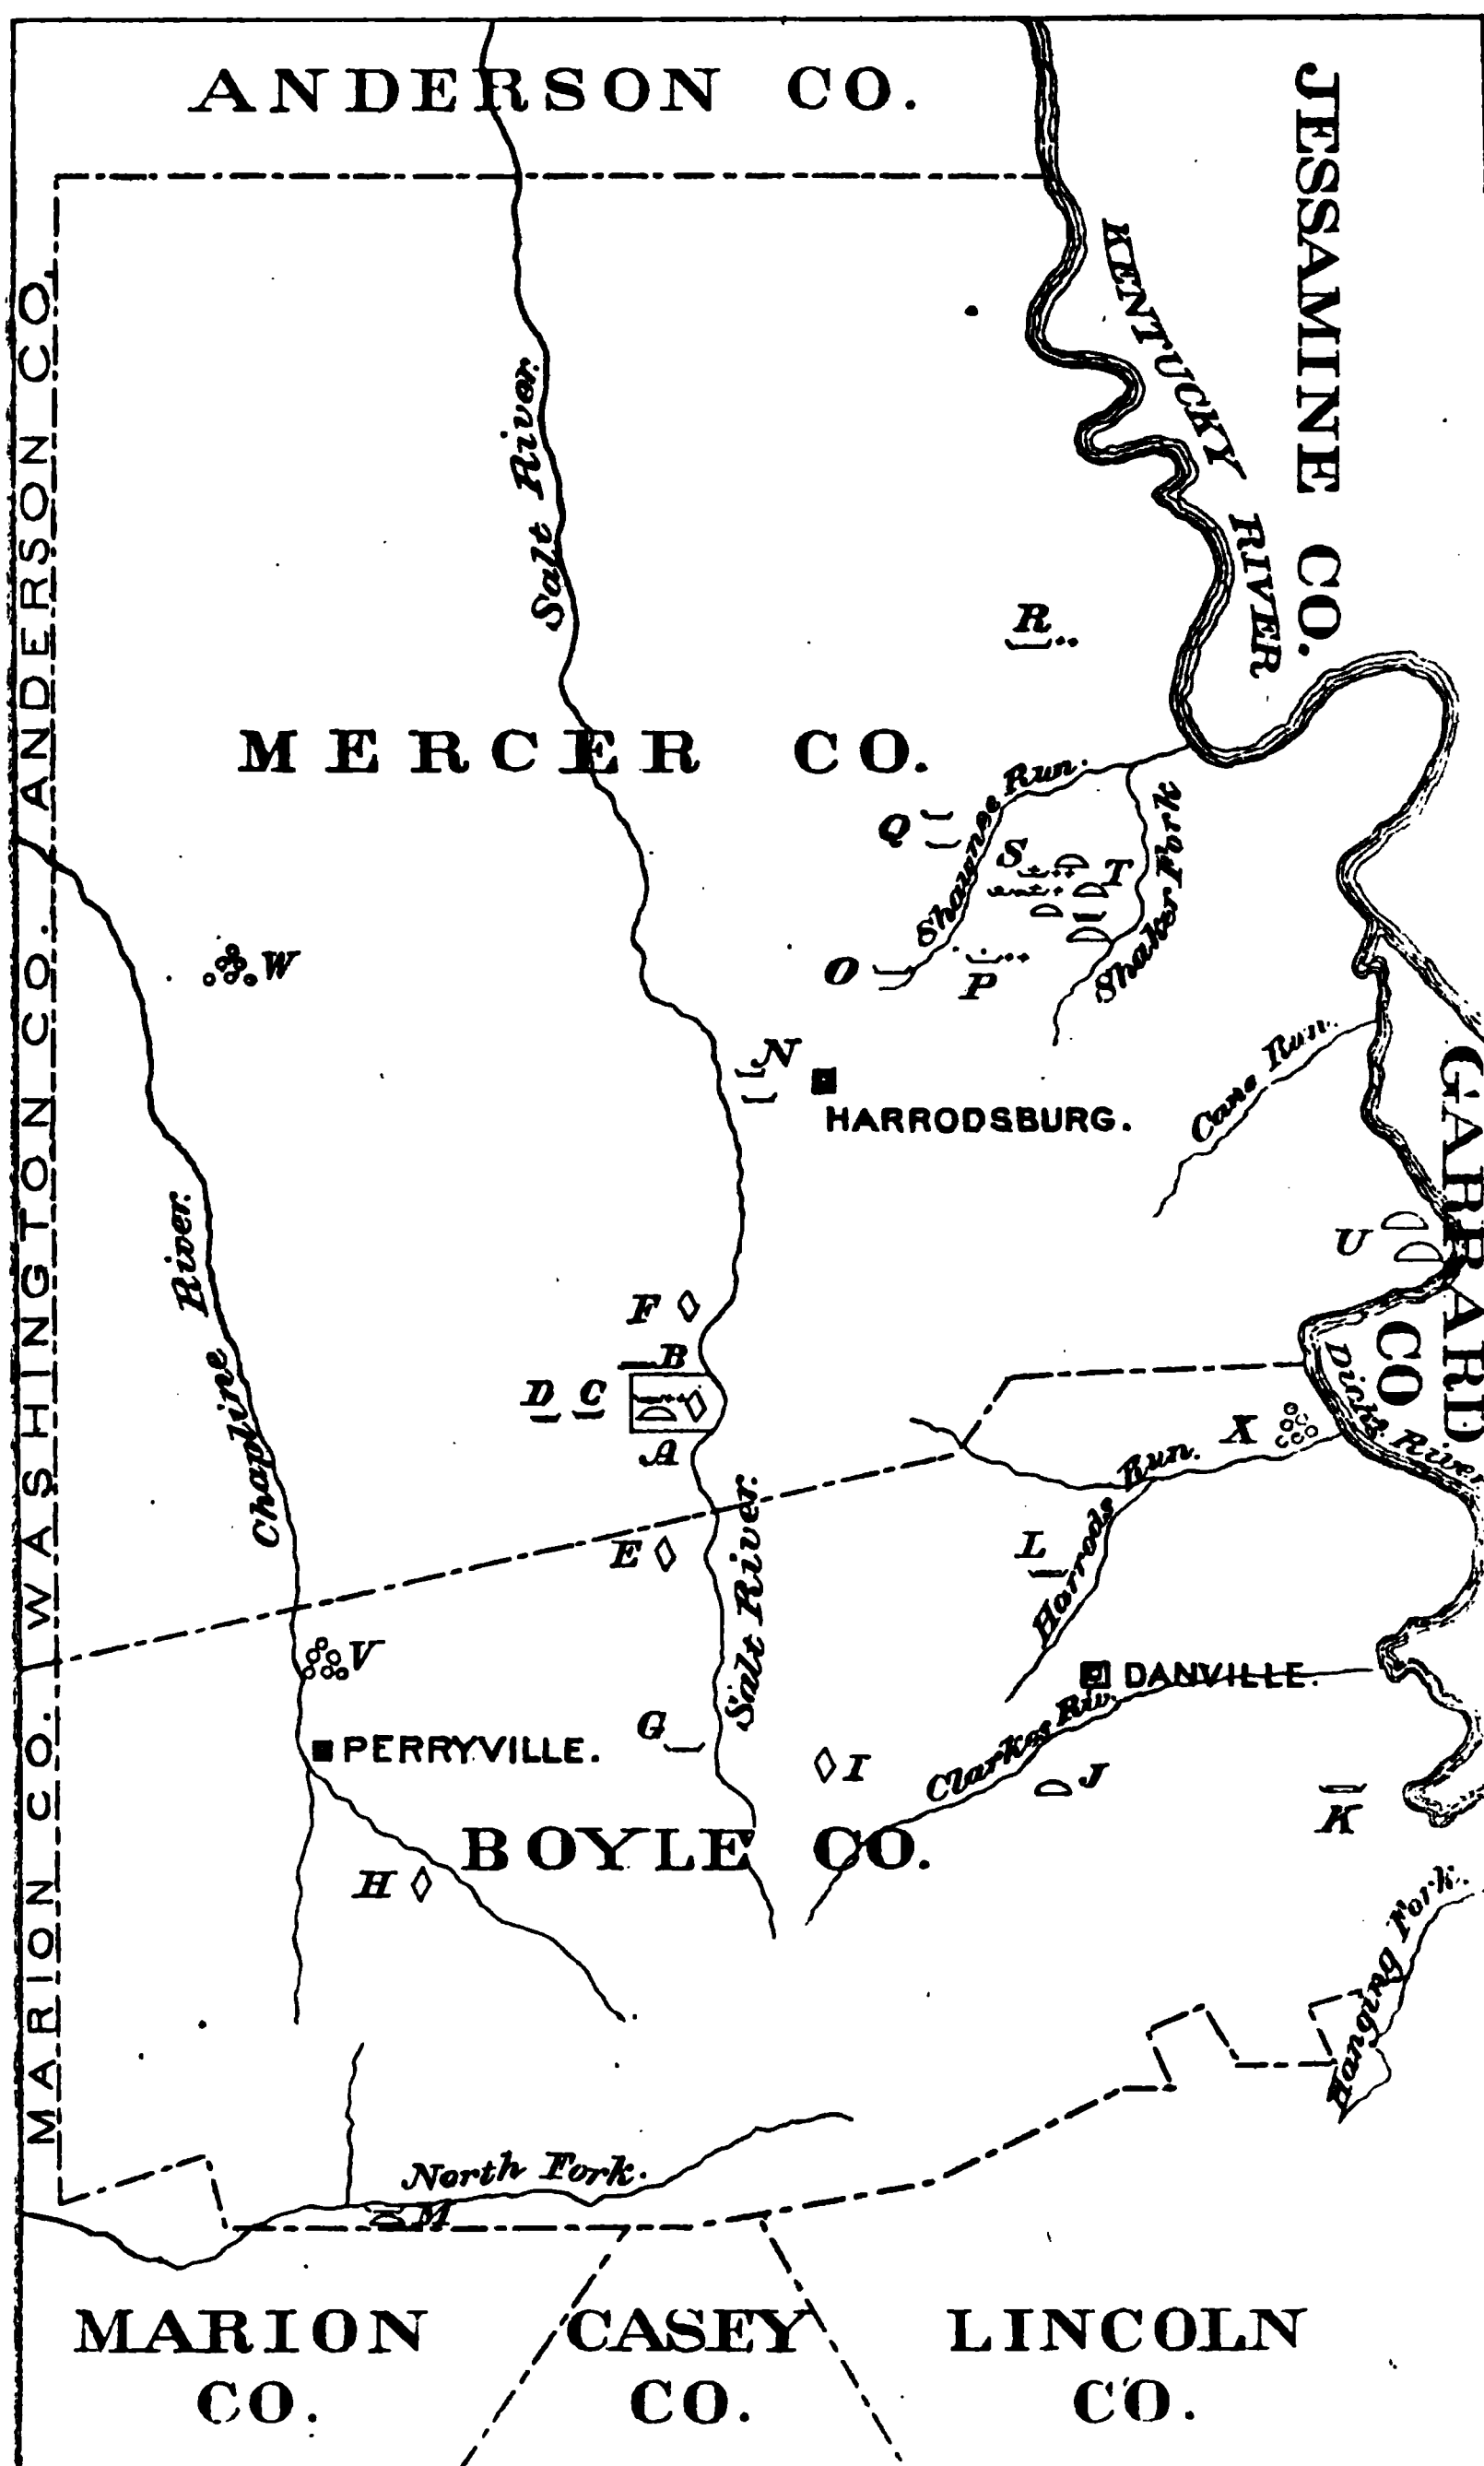 ANDERSON CO.
JESSAMINE CO.
KENTUCKY RIVER
ANDERSON CO.
Salt River.
R
MERCER CO.
Shawnee Run.
Q
S
T
Shaker Fork
W
O
P
N
HARRODSBURG.
Cane Run.
GARRARD CO
WASHINGTON CO.
Chapline River.
U
F
B
D C
A
Dicks River
X
Harrods Run.
E
L
Salt River.
V
DANVILLE.
G
PERRYVILLE.
I
Clarkes Riv.
J
K
BOYLE CO.
H
Hanging Fork.
MARION CO.
North Fork.
M
MARION CO.
CASEY CO.
LINCOLN CO.